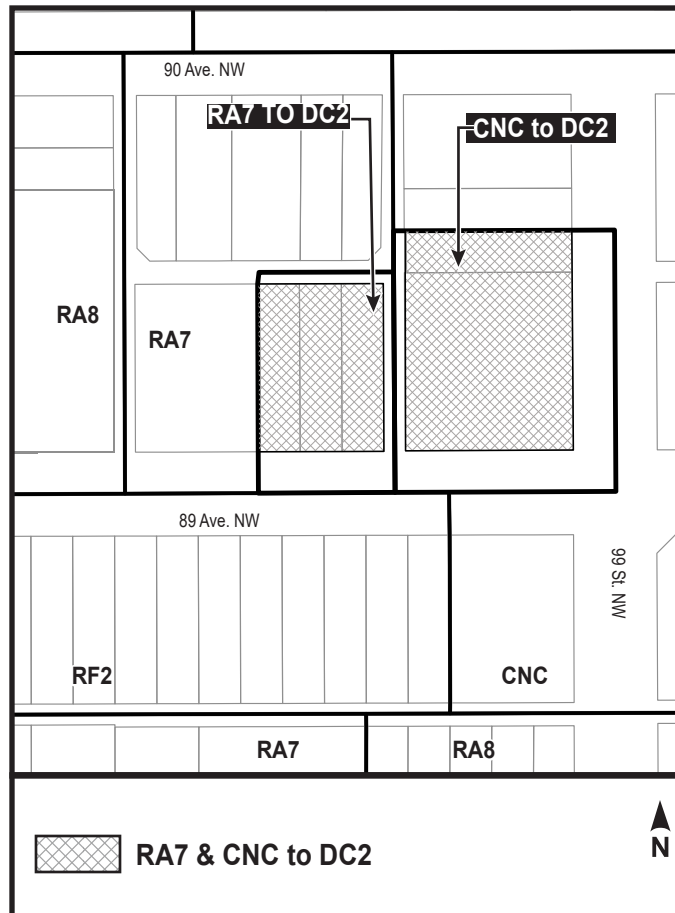 90 Ave. NW
RA7 TO DC2
CNC to DC2
RA8
RA7
89 Ave. NW
99 St. NW
RF2
CNC
RA7
RA8
RA7 & CNC to DC2
N